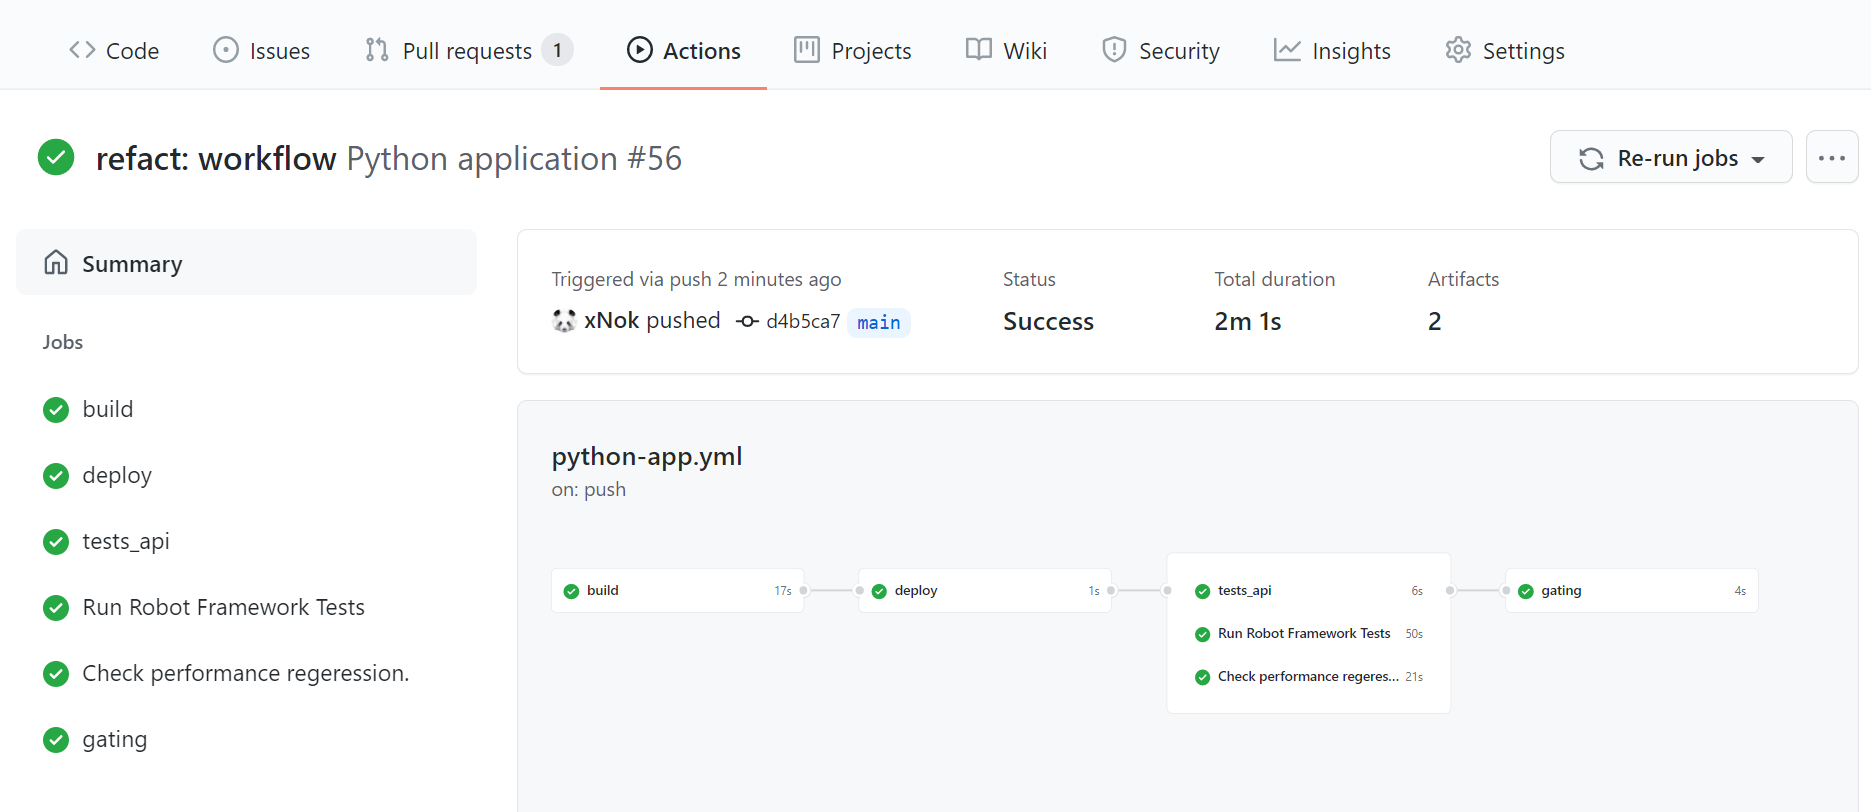 Code Issues Pull requests 1 Actions Projects Wiki Security Insights Settings
refact: workflow Python application #56
Re-run jobs
Summary
Jobs
build
deploy
tests_api
Run Robot Framework Tests
Check performance regeression.
gating
Triggered via push 2 minutes ago
xNok pushed d4b5ca7 main
Status
Success
Total duration
2m 1s
Artifacts
2
python-app.yml
on: push
build 17s
deploy 1s
tests_api 6s
Run Robot Framework Tests 50s
Check performance regeres... 21s
gating 4s